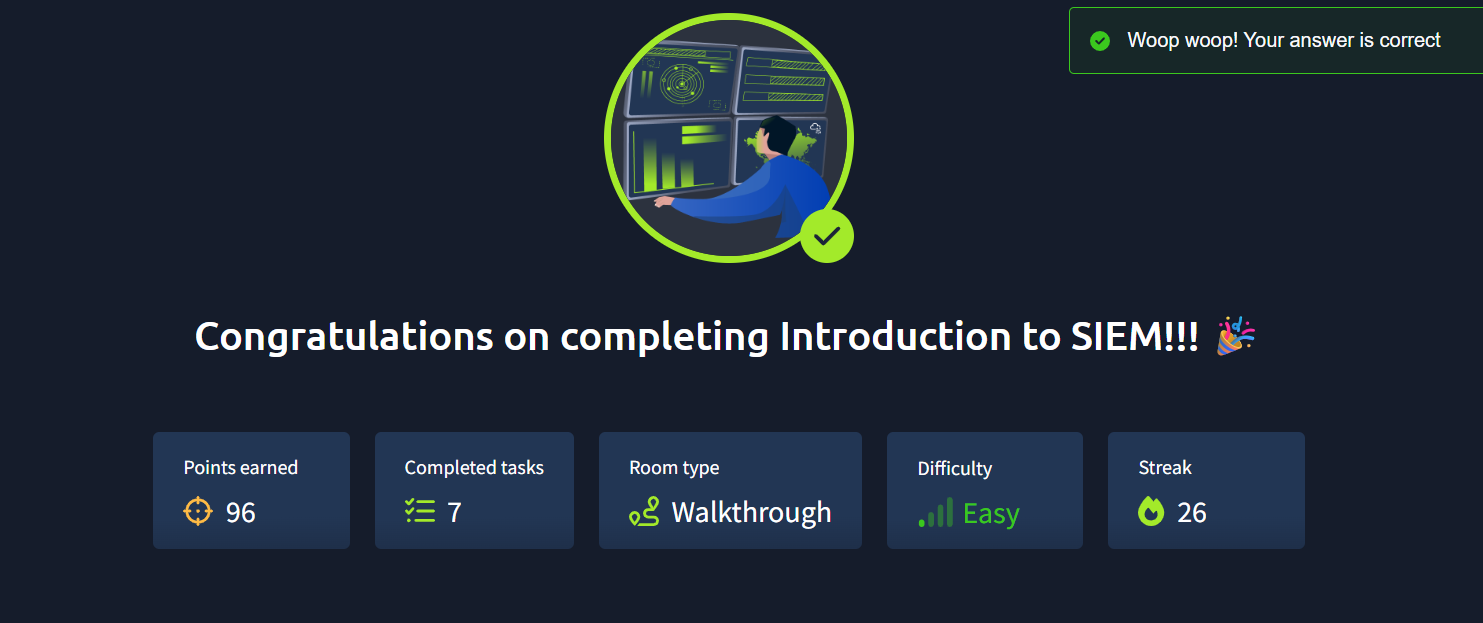 Woop woop! Your answer is correct
Congratulations on completing Introduction to SIEM!!! 🎉
Points earned
96
Completed tasks
7
Room type
Walkthrough
Difficulty
Easy
Streak
26